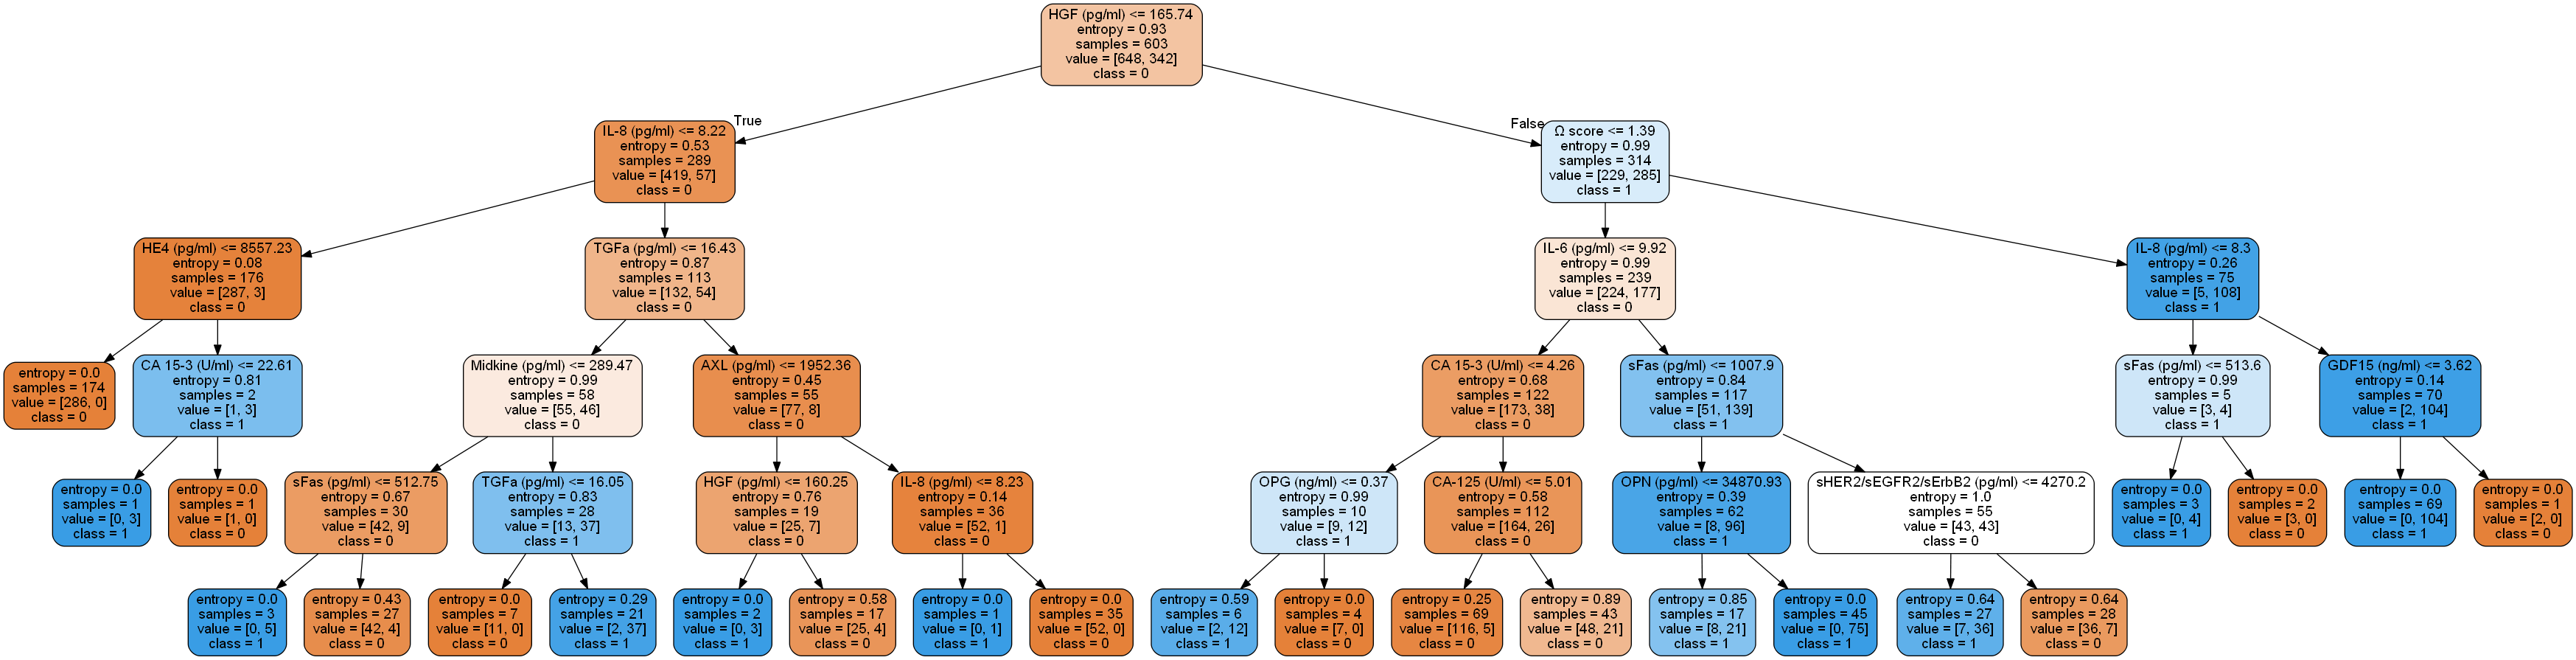 HGF (pg/ml) <= 165.74
entropy = 0.93
samples = 603
value = [648, 342]
class = 0
True
False
IL-8 (pg/ml) <= 8.22
entropy = 0.53
samples = 289
value = [419, 57]
class = 0
Ω score <= 1.39
entropy = 0.99
samples = 314
value = [229, 285]
class = 1
HE4 (pg/ml) <= 8557.23
entropy = 0.08
samples = 176
value = [287, 3]
class = 0
TGFa (pg/ml) <= 16.43
entropy = 0.87
samples = 113
value = [132, 54]
class = 0
IL-6 (pg/ml) <= 9.92
entropy = 0.99
samples = 239
value = [224, 177]
class = 0
IL-8 (pg/ml) <= 8.3
entropy = 0.26
samples = 75
value = [5, 108]
class = 1
entropy = 0.0
samples = 174
value = [286, 0]
class = 0
CA 15-3 (U/ml) <= 22.61
entropy = 0.81
samples = 2
value = [1, 3]
class = 1
Midkine (pg/ml) <= 289.47
entropy = 0.99
samples = 58
value = [55, 46]
class = 0
AXL (pg/ml) <= 1952.36
entropy = 0.45
samples = 55
value = [77, 8]
class = 0
CA 15-3 (U/ml) <= 4.26
entropy = 0.68
samples = 122
value = [173, 38]
class = 0
sFas (pg/ml) <= 1007.9
entropy = 0.84
samples = 117
value = [51, 139]
class = 1
sFas (pg/ml) <= 513.6
entropy = 0.99
samples = 5
value = [3, 4]
class = 1
GDF15 (ng/ml) <= 3.62
entropy = 0.14
samples = 70
value = [2, 104]
class = 1
entropy = 0.0
samples = 1
value = [0, 3]
class = 1
entropy = 0.0
samples = 1
value = [1, 0]
class = 0
sFas (pg/ml) <= 512.75
entropy = 0.67
samples = 30
value = [42, 9]
class = 0
TGFa (pg/ml) <= 16.05
entropy = 0.83
samples = 28
value = [13, 37]
class = 1
HGF (pg/ml) <= 160.25
entropy = 0.76
samples = 19
value = [25, 7]
class = 0
IL-8 (pg/ml) <= 8.23
entropy = 0.14
samples = 36
value = [52, 1]
class = 0
OPG (ng/ml) <= 0.37
entropy = 0.99
samples = 10
value = [9, 12]
class = 1
CA-125 (U/ml) <= 5.01
entropy = 0.58
samples = 112
value = [164, 26]
class = 0
OPN (pg/ml) <= 34870.93
entropy = 0.39
samples = 62
value = [8, 96]
class = 1
sHER2/sEGFR2/sErbB2 (pg/ml) <= 4270.2
entropy = 1.0
samples = 55
value = [43, 43]
class = 0
entropy = 0.0
samples = 3
value = [0, 4]
class = 1
entropy = 0.0
samples = 2
value = [3, 0]
class = 0
entropy = 0.0
samples = 69
value = [0, 104]
class = 1
entropy = 0.0
samples = 1
value = [2, 0]
class = 0
entropy = 0.0
samples = 3
value = [0, 5]
class = 1
entropy = 0.43
samples = 27
value = [42, 4]
class = 0
entropy = 0.0
samples = 7
value = [11, 0]
class = 0
entropy = 0.29
samples = 21
value = [2, 37]
class = 1
entropy = 0.0
samples = 2
value = [0, 3]
class = 1
entropy = 0.58
samples = 17
value = [25, 4]
class = 0
entropy = 0.0
samples = 1
value = [0, 1]
class = 1
entropy = 0.0
samples = 35
value = [52, 0]
class = 0
entropy = 0.59
samples = 6
value = [2, 12]
class = 1
entropy = 0.0
samples = 4
value = [7, 0]
class = 0
entropy = 0.25
samples = 69
value = [116, 5]
class = 0
entropy = 0.89
samples = 43
value = [48, 21]
class = 0
entropy = 0.85
samples = 17
value = [8, 21]
class = 1
entropy = 0.0
samples = 45
value = [0, 75]
class = 1
entropy = 0.64
samples = 27
value = [7, 36]
class = 1
entropy = 0.64
samples = 28
value = [36, 7]
class = 0